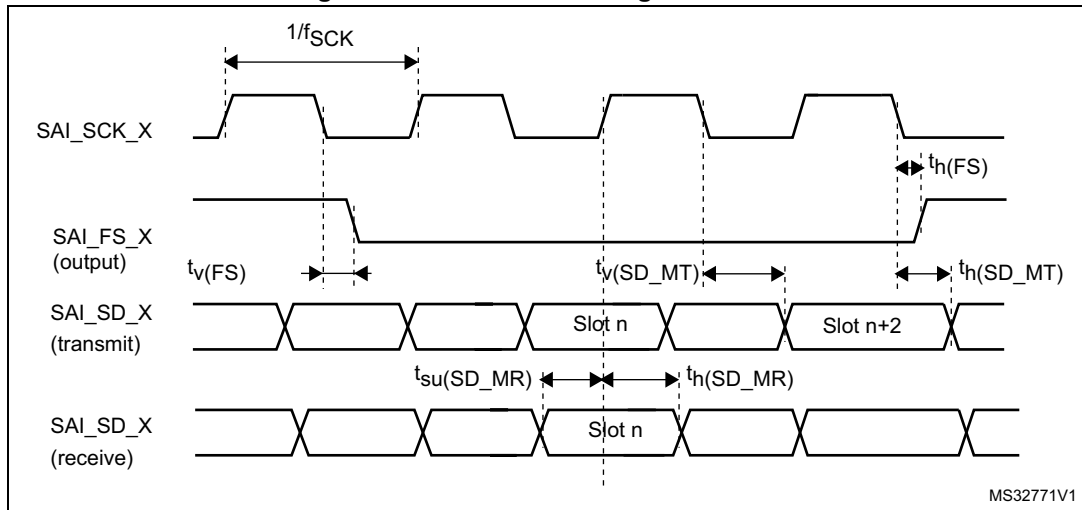 1/fSCK
SAI_SCK_X
th(FS)
SAI_FS_X
(output)
tv(FS)
tv(SD_MT)
th(SD_MT)
SAI_SD_X
(transmit)
Slot n
Slot n+2
tsu(SD_MR)
th(SD_MR)
SAI_SD_X
(receive)
Slot n
MS32771V1